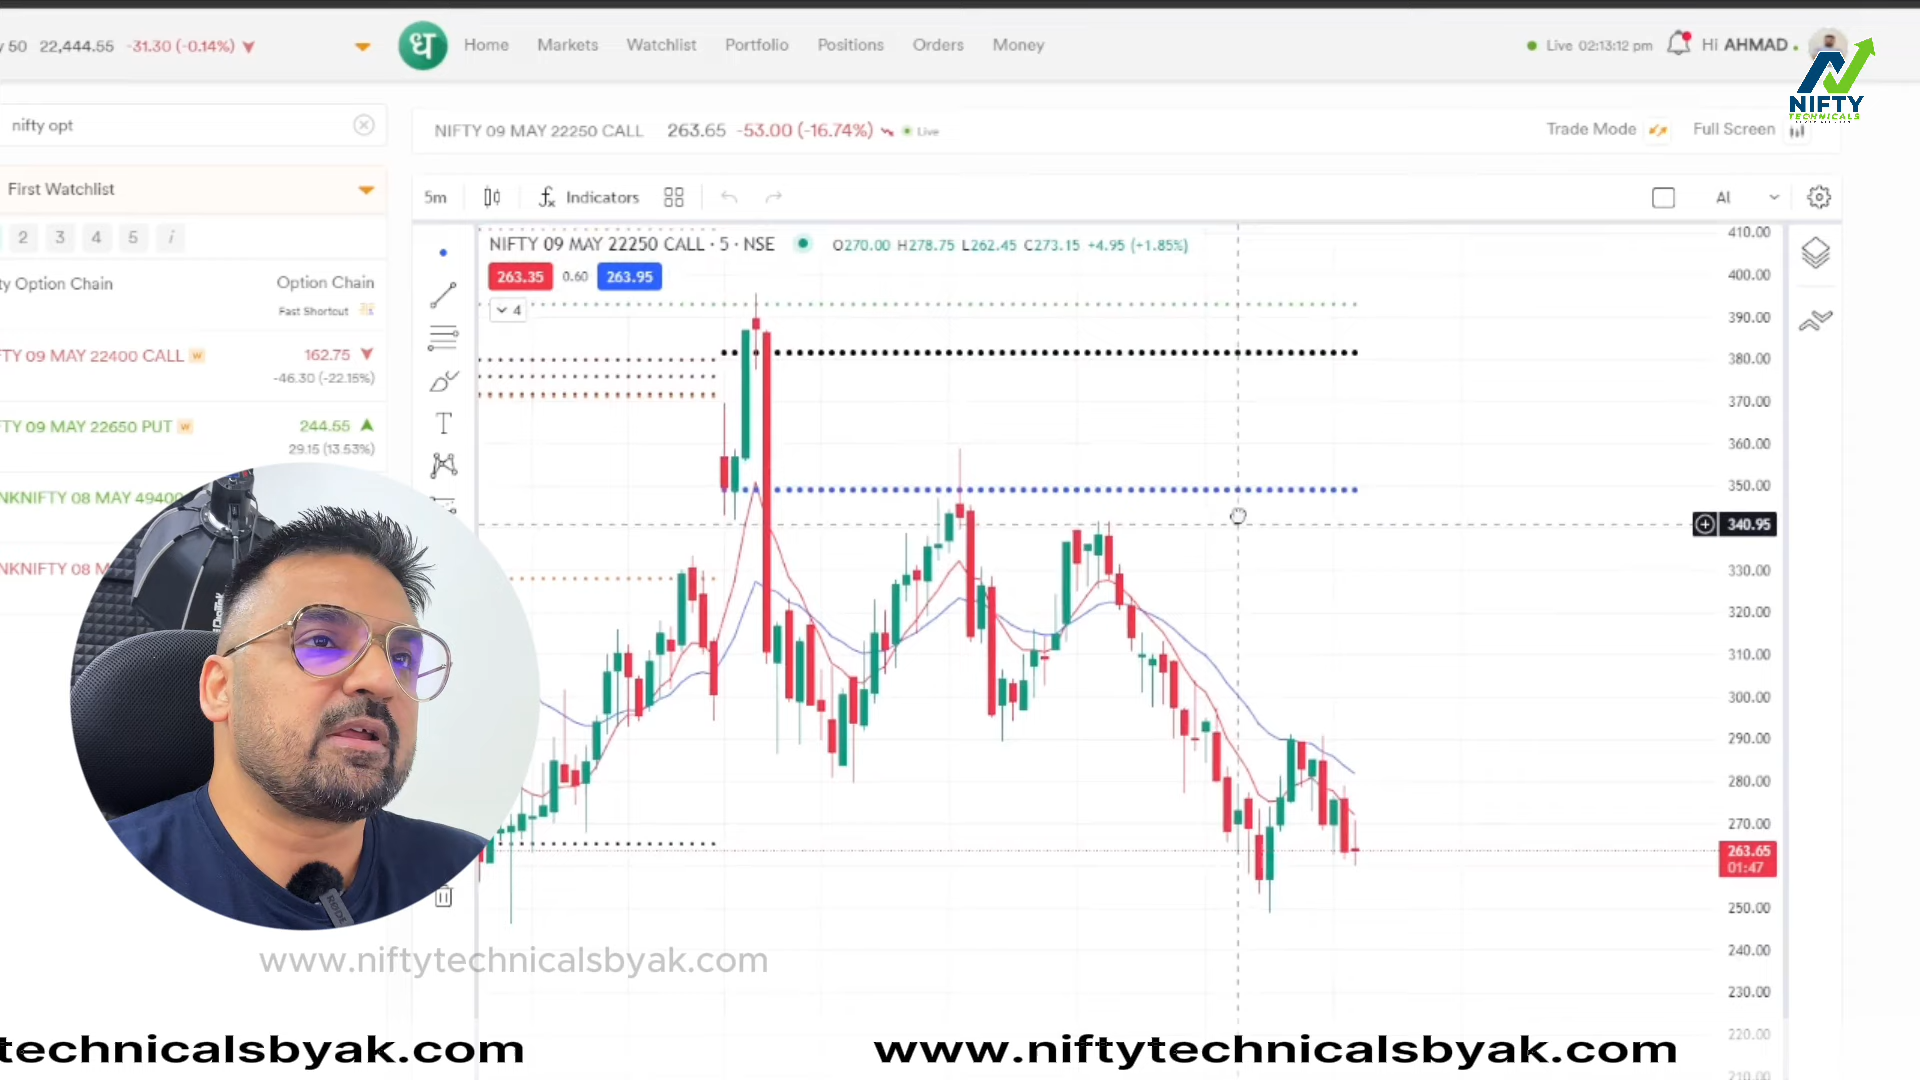 y 50 22,444.55 -31.30 (-0.14%)
ध
Home Markets Watchlist Portfolio Positions Orders Money
Live 02:13:12 pm
Hi AHMAD
NIFTY
TECHNICALS
nifty opt
NIFTY 09 MAY 22250 CALL 263.65 -53.00 (-16.74%) Live
Trade Mode Full Screen
First Watchlist
5m Indicators AI
2 3 4 5 i
NIFTY 09 MAY 22250 CALL · 5 · NSE O270.00 H278.75 L262.45 C273.15 +4.95 (+1.85%)
263.35 0.60 263.95
4
ty Option Chain Option Chain
Fast Shortcut
TY 09 MAY 22400 CALL W 162.75
-46.30 (-22.15%)
TY 09 MAY 22650 PUT W 244.55
29.15 (13.53%)
NKNIFTY 08 MAY 49400
NKNIFTY 08 M
T
410.00
400.00
390.00
380.00
370.00
360.00
350.00
340.95
330.00
320.00
310.00
300.00
290.00
280.00
270.00
263.65
01:47
250.00
240.00
230.00
220.00
210.00
www.niftytechnicalsbyak.com
technicalsbyak.com www.niftytechnicalsbyak.com